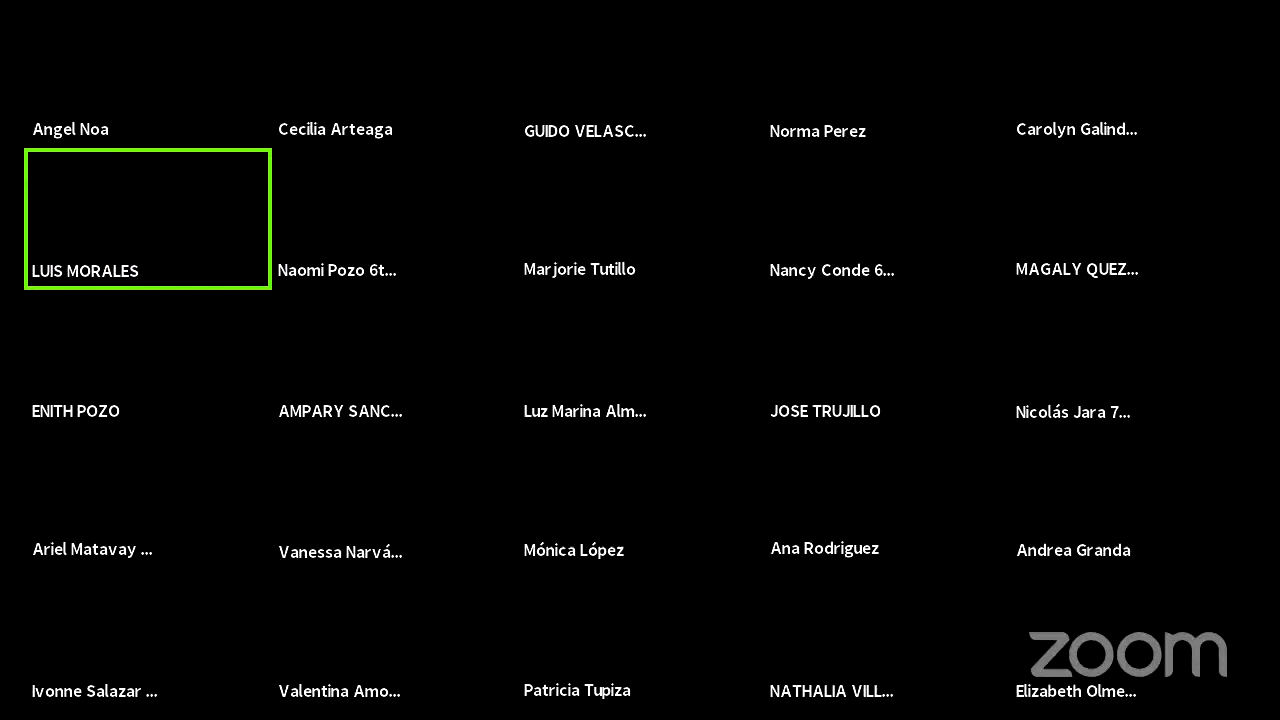 Angel Noa
Cecilia Arteaga
GUIDO VELASC...
Norma Perez
Carolyn Galind...
LUIS MORALES
Naomi Pozo 6t...
Marjorie Tutillo
Nancy Conde 6...
MAGALY QUEZ...
ENITH POZO
AMPARY SANC...
Luz Marina Alm...
JOSE TRUJILLO
Nicolás Jara 7...
Ariel Matavay ...
Vanessa Narvá...
Mónica López
Ana Rodriguez
Andrea Granda
Ivonne Salazar ...
Valentina Amo...
Patricia Tupiza
NATHALIA VILL...
Elizabeth Olme...
zoom